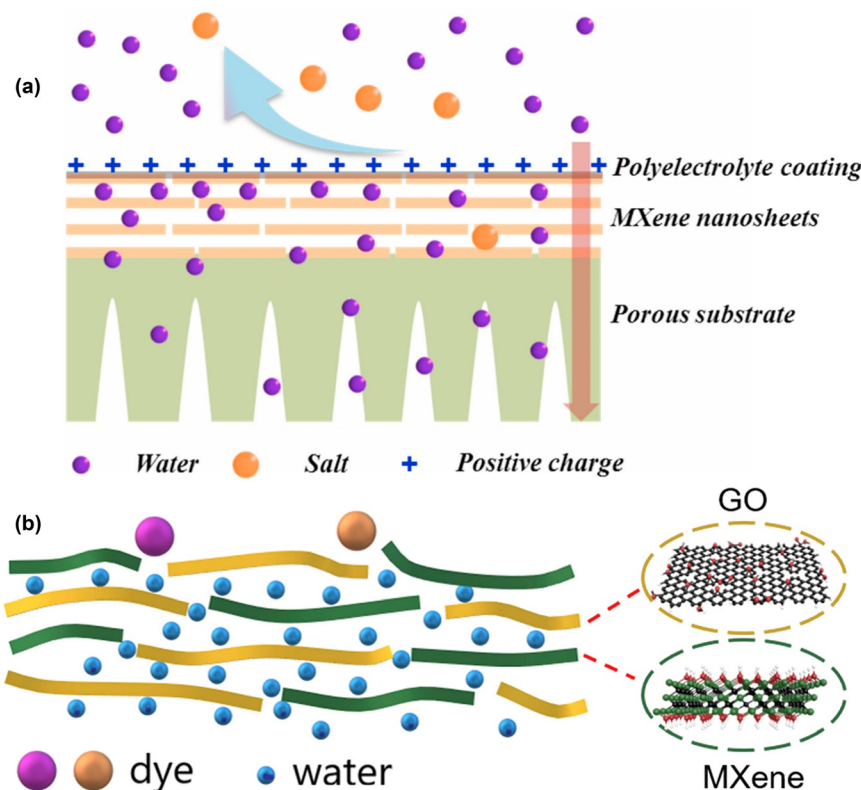 (a)
Polyelectrolyte coating
MXene nanosheets
Porous substrate
Water Salt Positive charge
(b)
GO
dye water
MXene